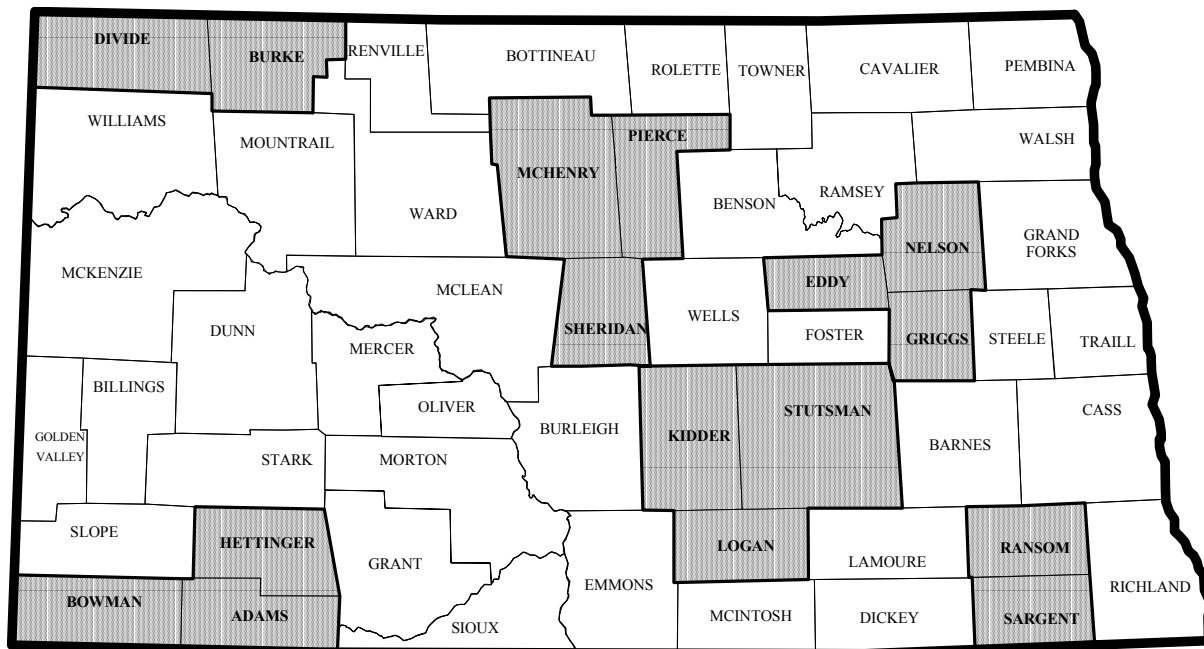 DIVIDE
BURKE
RENVILLE
BOTTINEAU
ROLETTE
TOWNER
CAVALIER
PEMBINA
WILLIAMS
MOUNTRAIL
MCHENRY
PIERCE
WALSH
WARD
BENSON
RAMSEY
NELSON
GRAND
FORKS
MCKENZIE
MCLEAN
SHERIDAN
WELLS
EDDY
DUNN
MERCER
FOSTER
GRIGGS
STEELE
TRAILL
BILLINGS
OLIVER
GOLDEN
VALLEY
STARK
MORTON
BURLEIGH
KIDDER
STUTSMAN
BARNES
CASS
SLOPE
HETTINGER
GRANT
EMMONS
LOGAN
LAMOURE
RANSOM
RICHLAND
BOWMAN
ADAMS
SIOUX
MCINTOSH
DICKEY
SARGENT